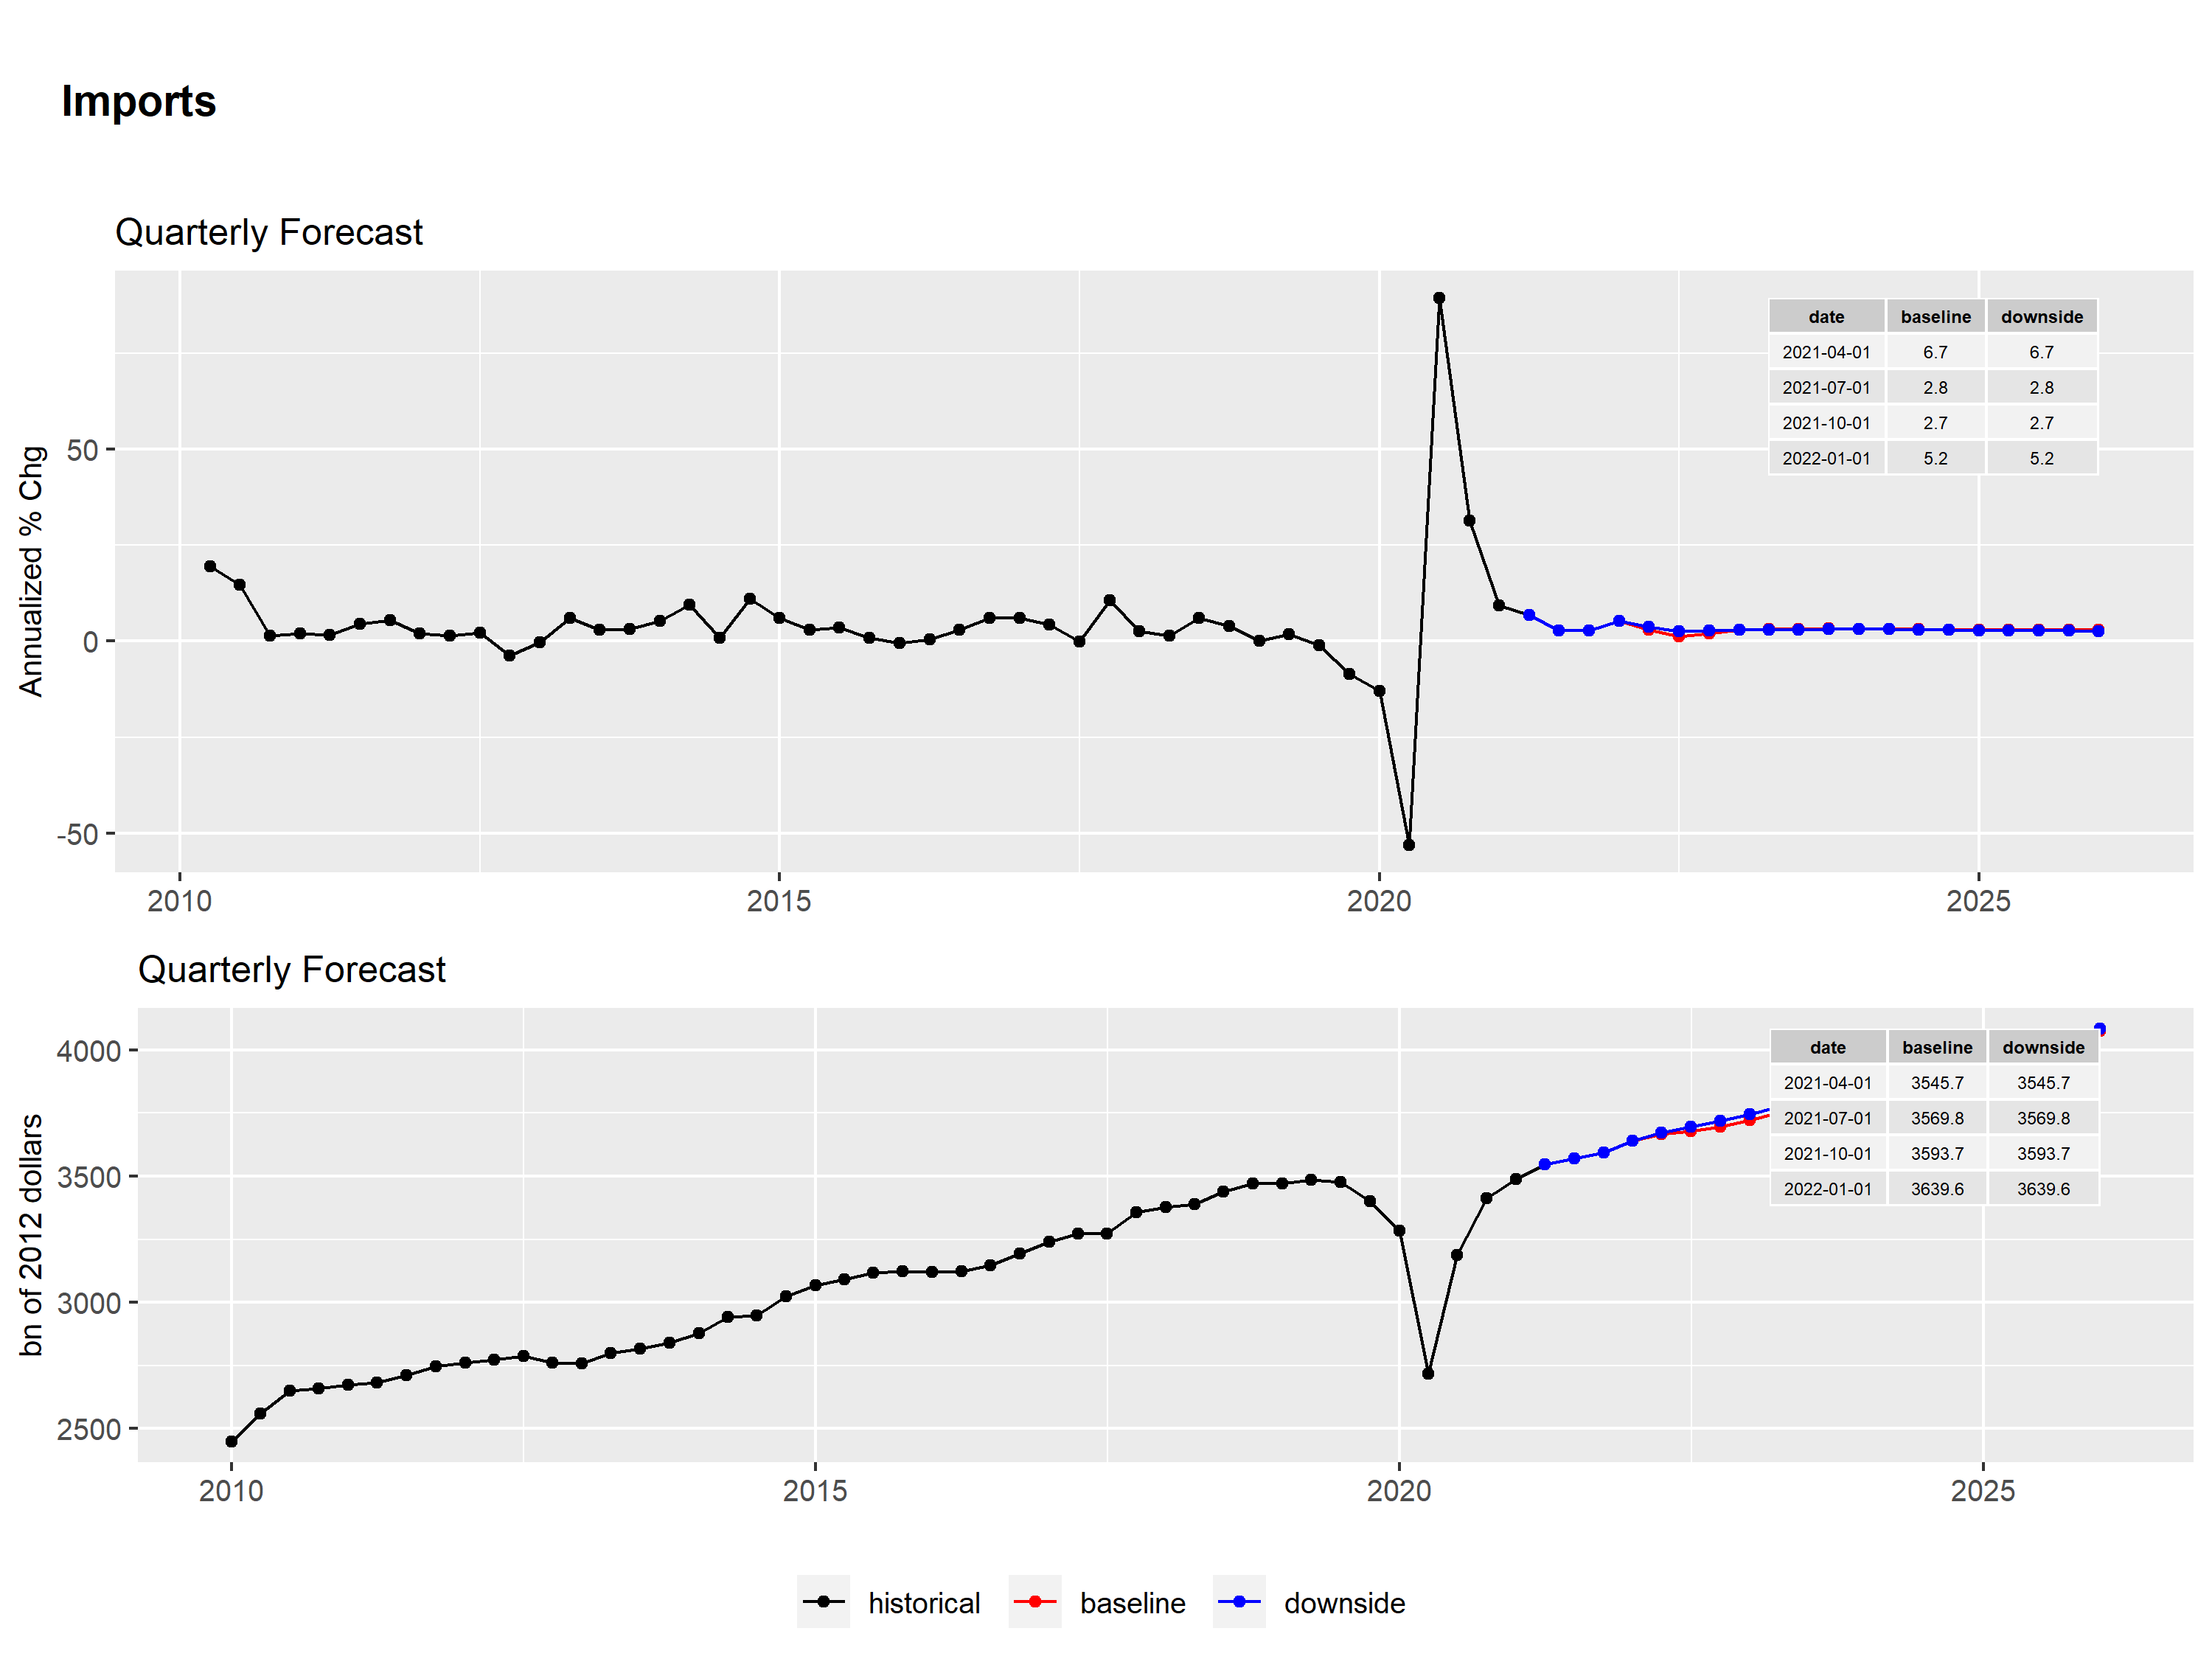 Imports
Quarterly Forecast
Annualized % Chg
50
0
-50
date baseline downside
2021-04-01 6.7 6.7
2021-07-01 2.8 2.8
2021-10-01 2.7 2.7
2022-01-01 5.2 5.2
2010 2015 2020 2025
Quarterly Forecast
bn of 2012 dollars
4000
3500
3000
2500
date baseline downside
2021-04-01 3545.7 3545.7
2021-07-01 3569.8 3569.8
2021-10-01 3593.7 3593.7
2022-01-01 3639.6 3639.6
2010 2015 2020 2025
historical baseline downside